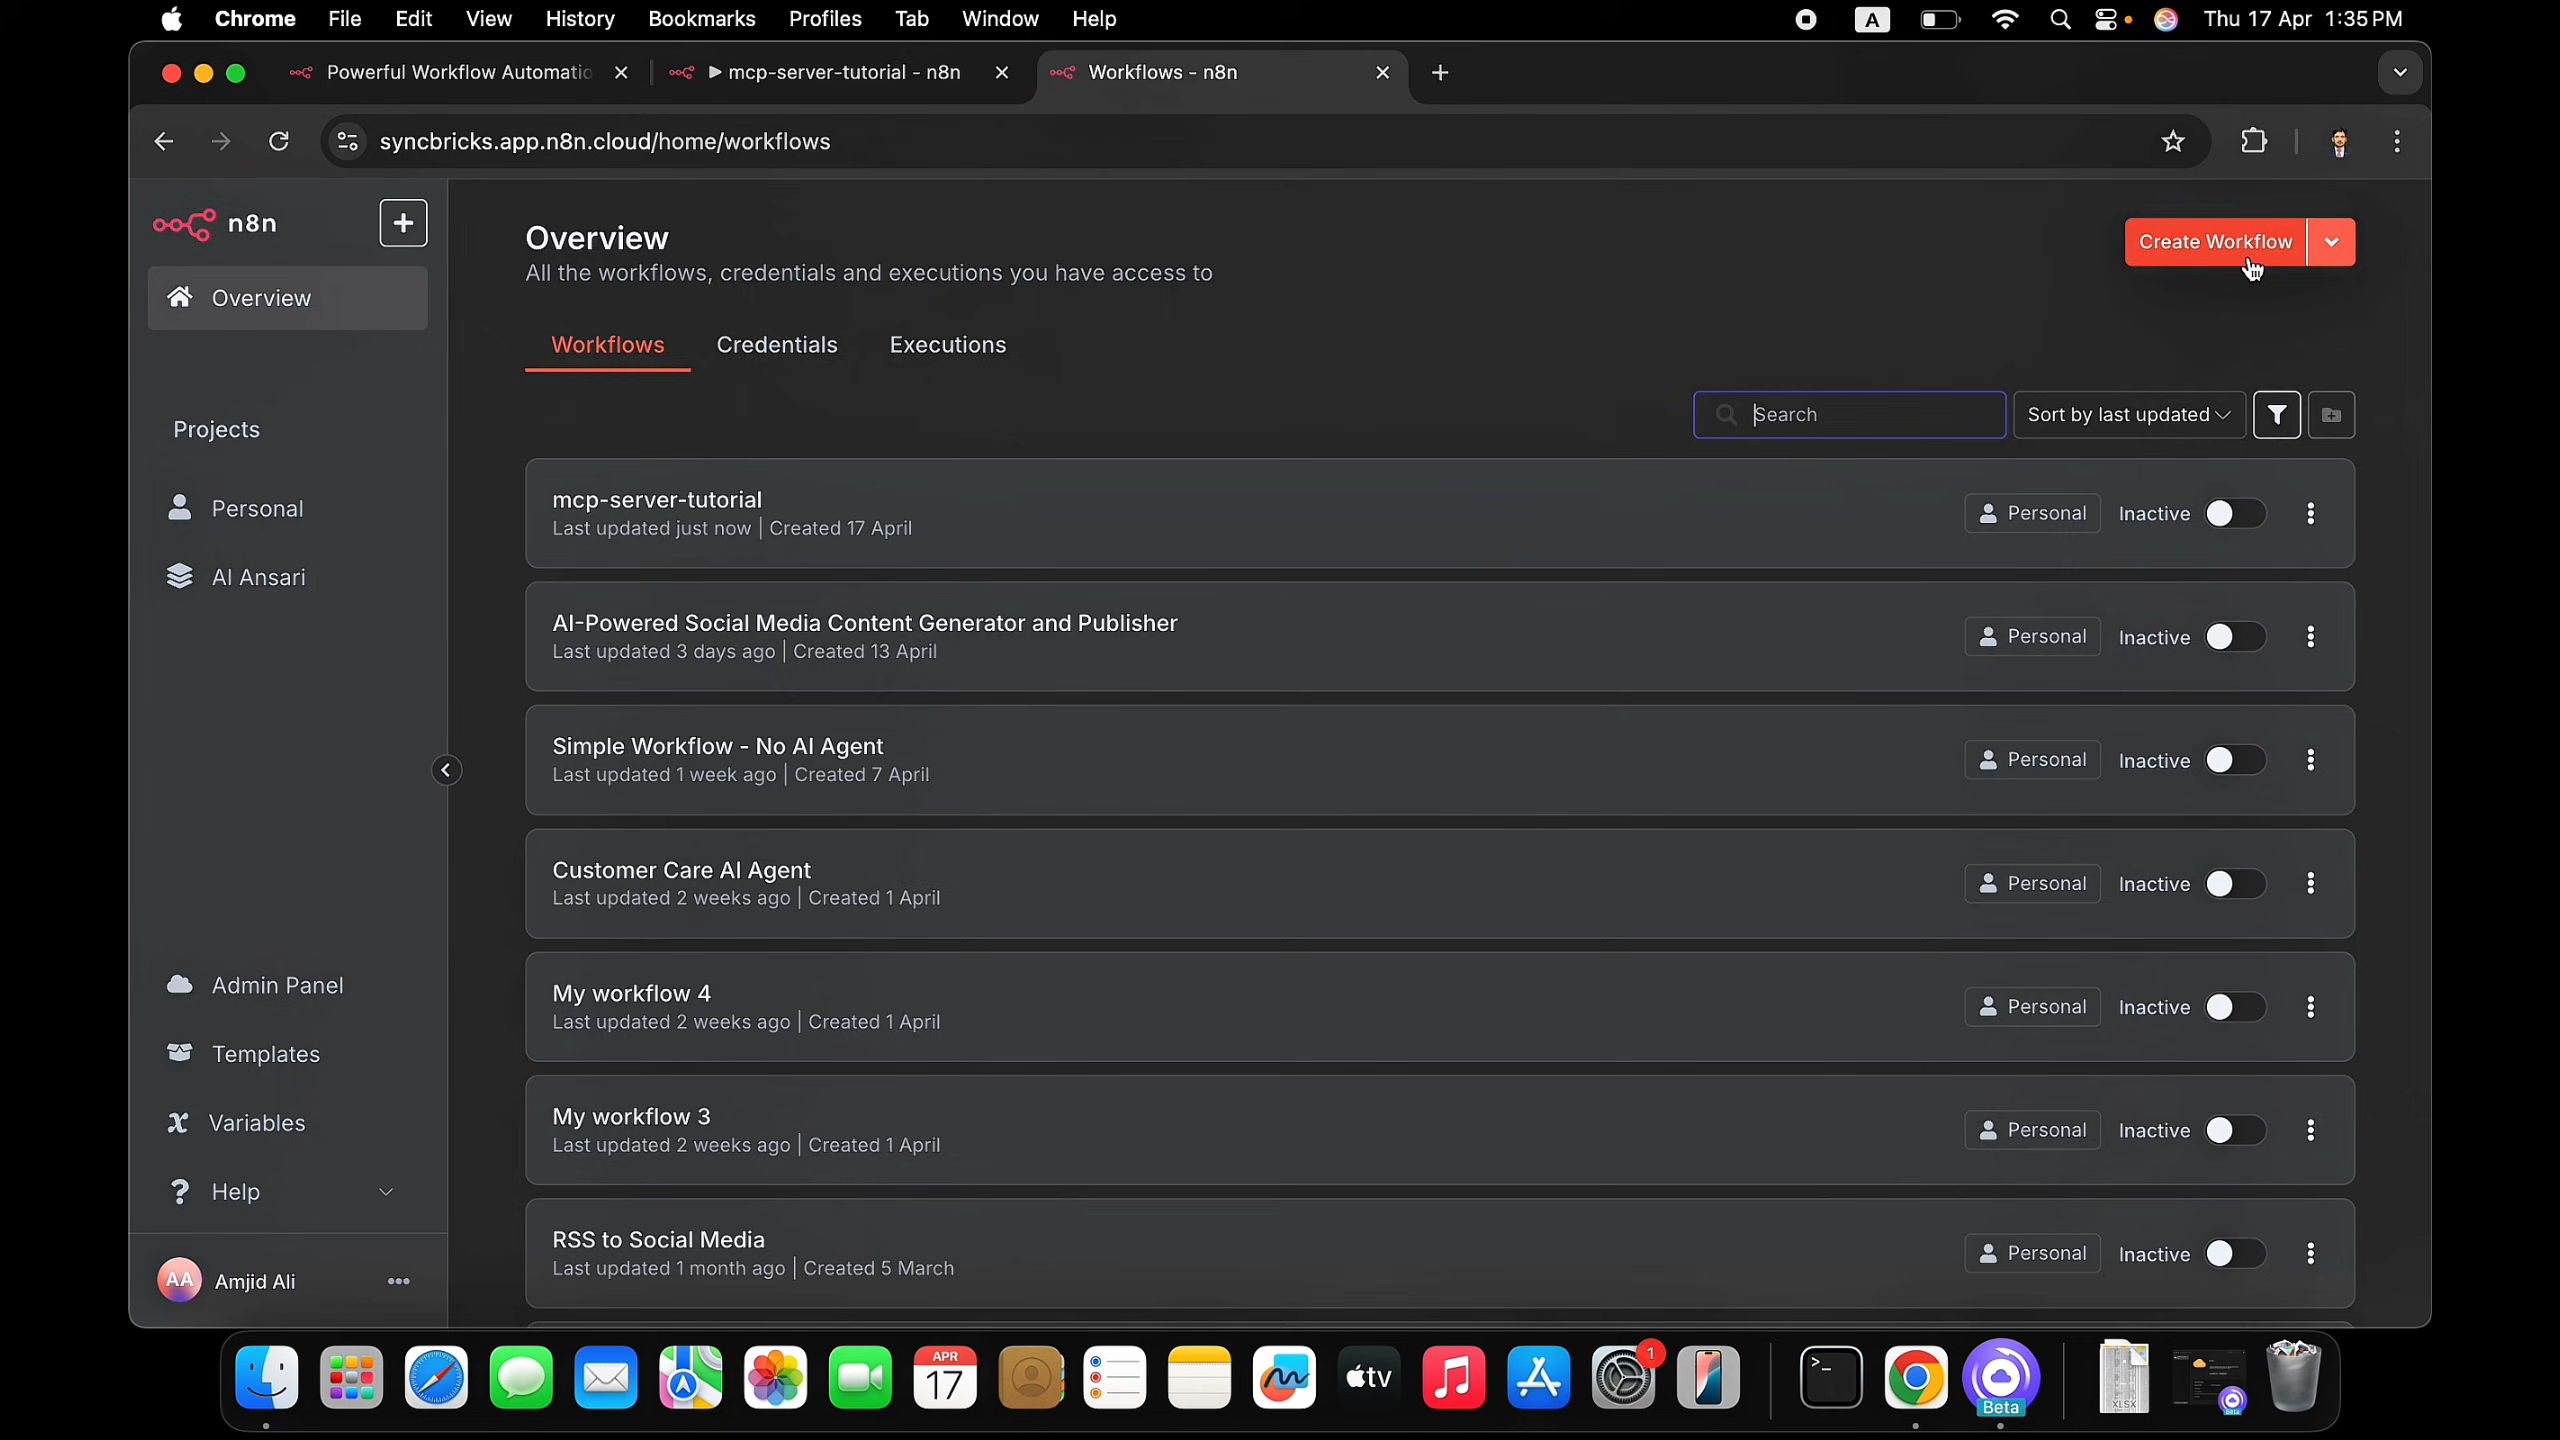 Chrome File Edit View History Bookmarks Profiles Tab Window Help A Thu 17 Apr 1:35 PM
Powerful Workflow Automatio mcp-server-tutorial - n8n Workflows - n8n
syncbricks.app.n8n.cloud/home/workflows
n8n
Overview
Projects
Personal
AI Ansari
Admin Panel
Templates
Variables
Help
AA Amjid Ali
Overview
All the workflows, credentials and executions you have access to
Create Workflow
Workflows Credentials Executions
Search Sort by last updated
mcp-server-tutorial
Last updated just now | Created 17 April
Personal Inactive
AI-Powered Social Media Content Generator and Publisher
Last updated 3 days ago | Created 13 April
Personal Inactive
Simple Workflow - No AI Agent
Last updated 1 week ago | Created 7 April
Personal Inactive
Customer Care AI Agent
Last updated 2 weeks ago | Created 1 April
Personal Inactive
My workflow 4
Last updated 2 weeks ago | Created 1 April
Personal Inactive
My workflow 3
Last updated 2 weeks ago | Created 1 April
Personal Inactive
RSS to Social Media
Last updated 1 month ago | Created 5 March
Personal Inactive
APR
17
tv
1
Beta
XLSX